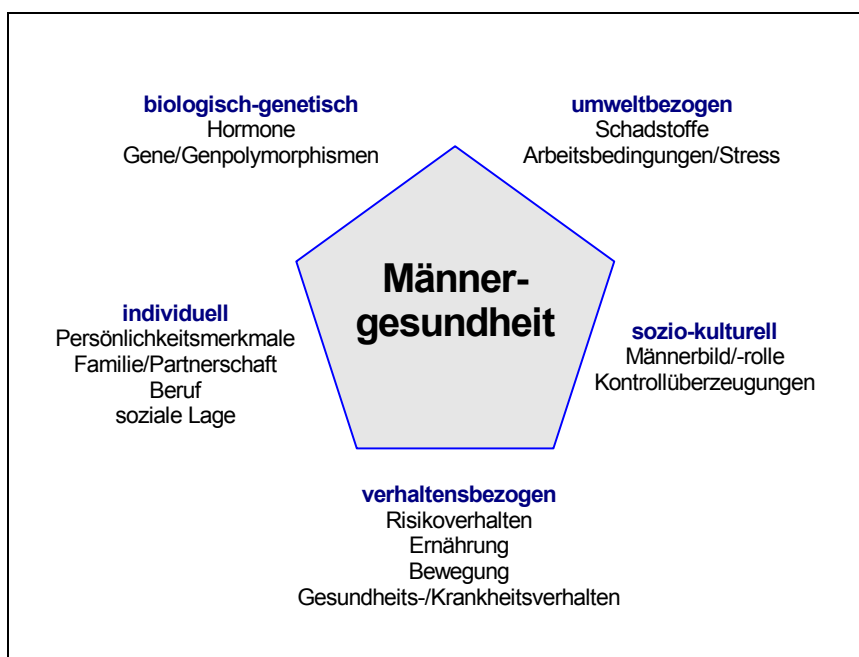 biologisch-genetisch
Hormone
Gene/Genpolymorphismen
umweltbezogen
Schadstoffe
Arbeitsbedingungen/Stress
Männer-
gesundheit
individuell
Persönlichkeitsmerkmale
Familie/Partnerschaft
Beruf
soziale Lage
sozio-kulturell
Männerbild/-rolle
Kontrollüberzeugungen
verhaltensbezogen
Risikoverhalten
Ernährung
Bewegung
Gesundheits-/Krankheitsverhalten